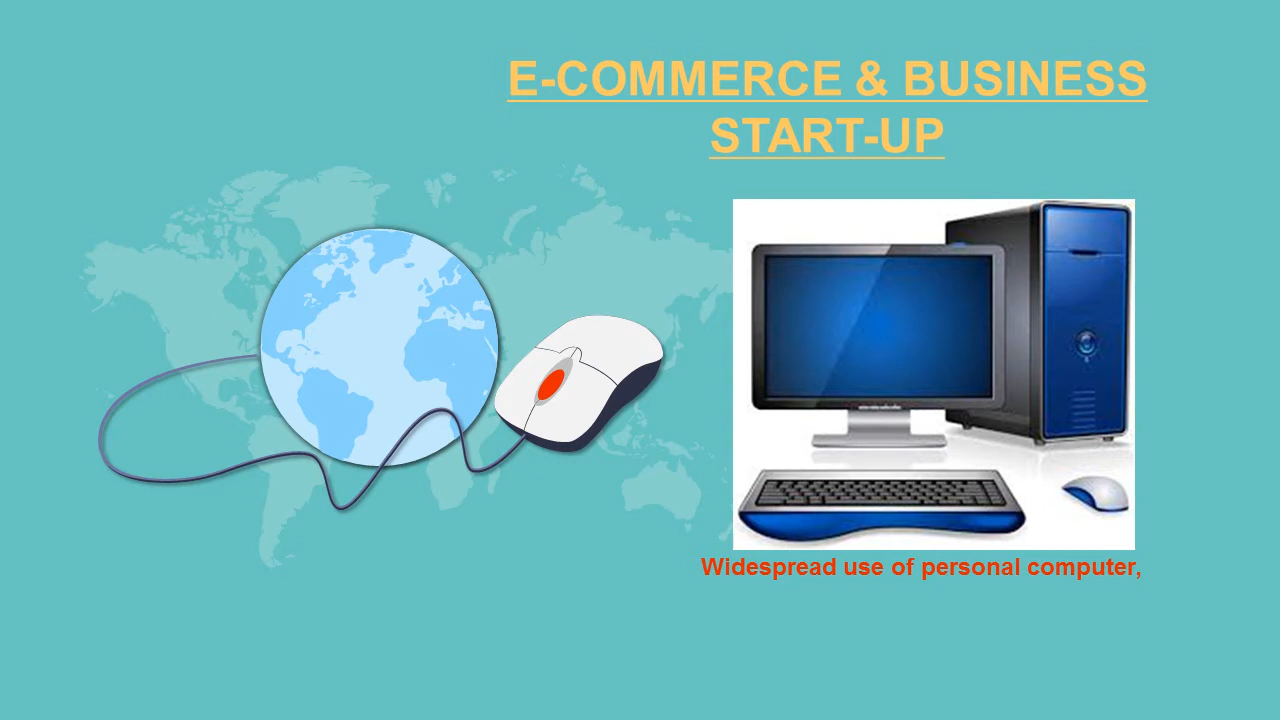 E-COMMERCE & BUSINESS
START-UP
Widespread use of personal computer,